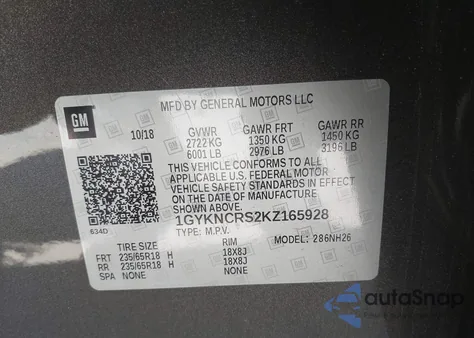 MFD BY GENERAL MOTORS LLC
GM
10/18 GVWR GAWR FRT GAWR RR
2722 KG 1350 KG 1450 KG
6001 LB 2976 LB 3196 LB
THIS VEHICLE CONFORMS TO ALL
APPLICABLE U.S. FEDERAL MOTOR
VEHICLE SAFETY STANDARDS IN EFFECT
ON THE DATE OF MANUFACTURE SHOWN ABOVE.
1GYKNCRS2KZ165928
634D
TYPE: M.P.V. MODEL: 286NH26
TIRE SIZE RIM
FRT 235/65R18 H 18X8J
RR 235/65R18 H 18X8J
SPA NONE NONE
autoSnap